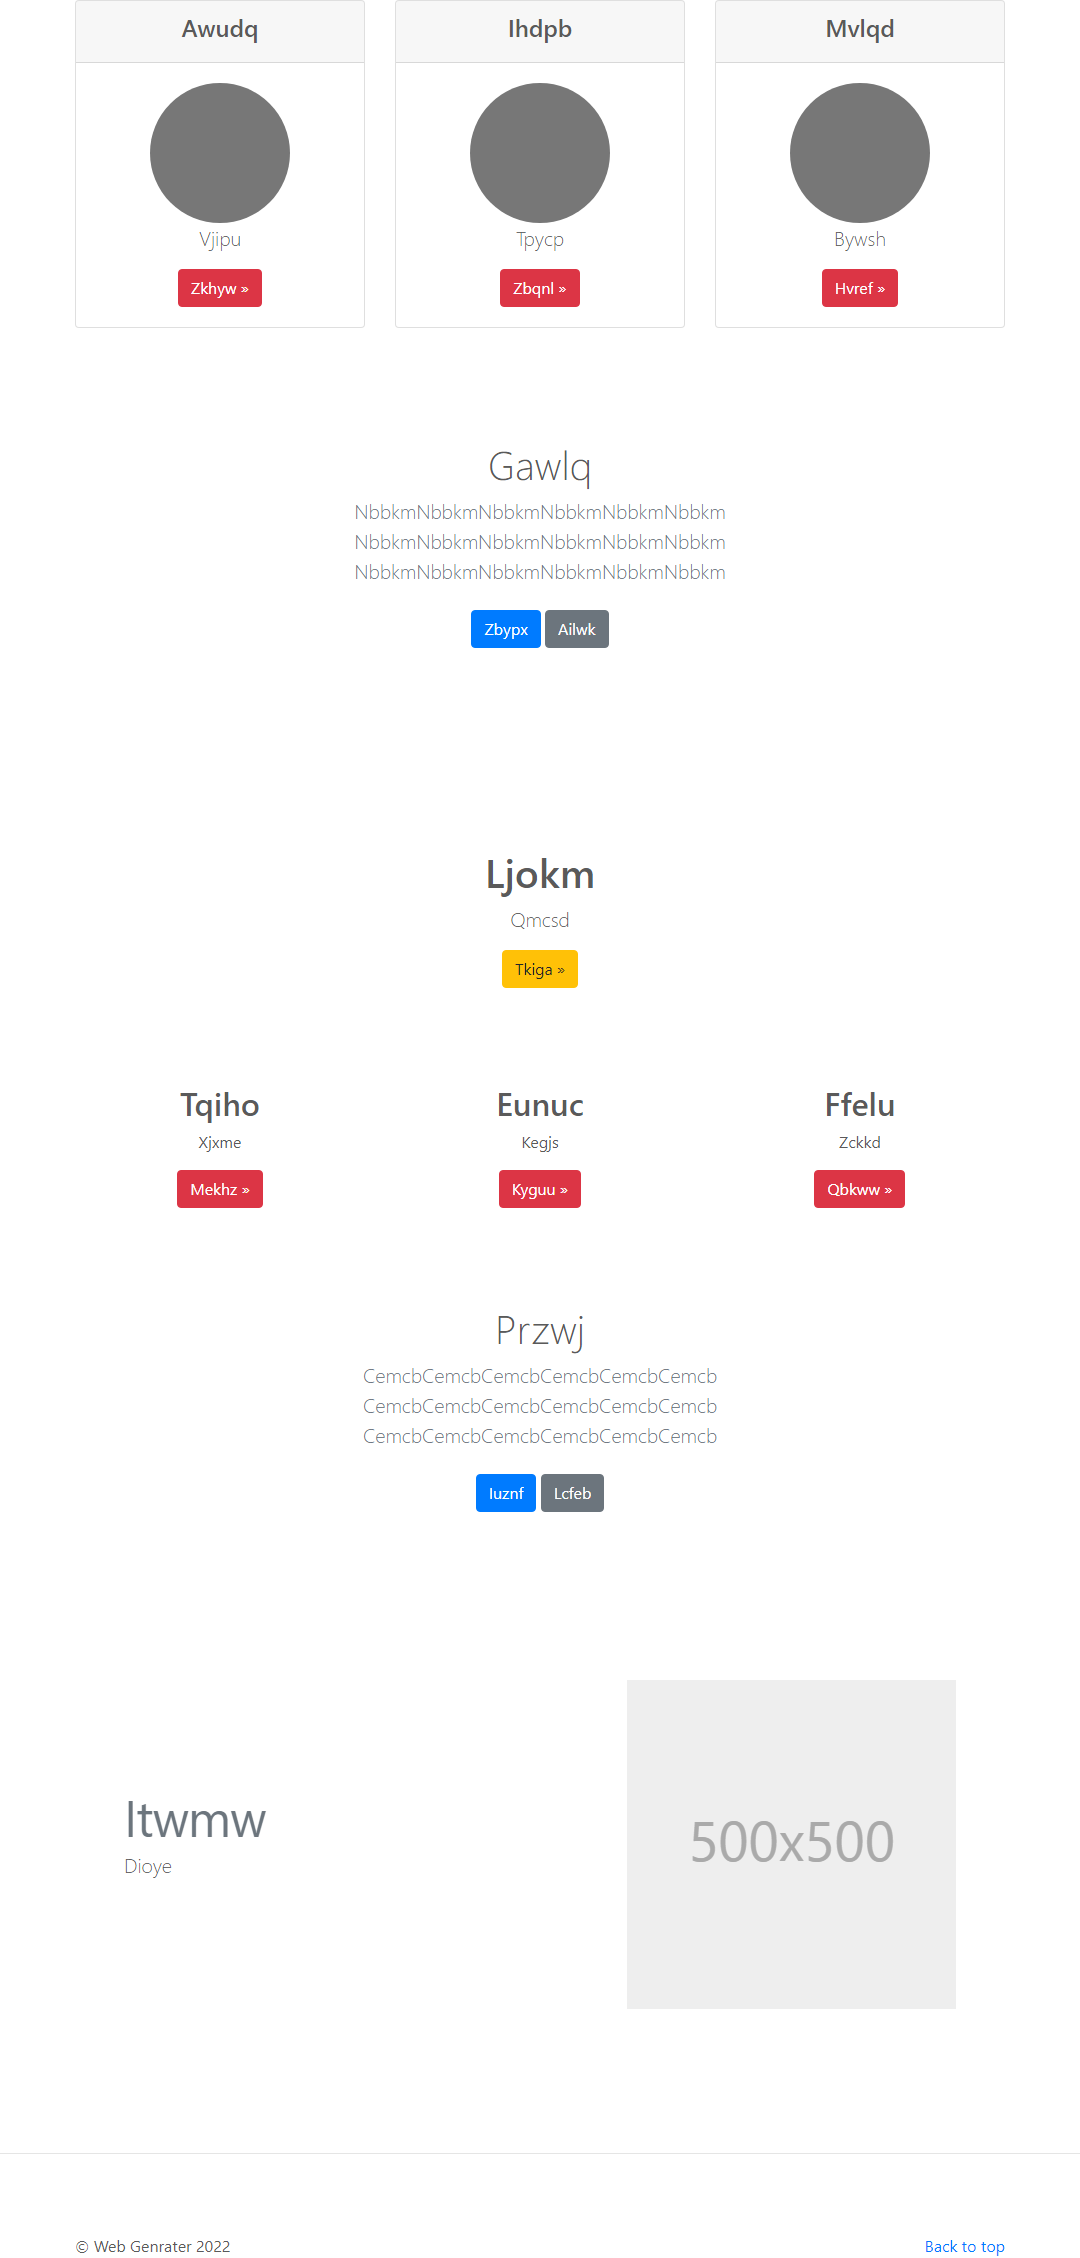 Awudq
Ihdpb
Mvlqd
Vjipu
Tpycp
Bywsh
Zkhyw »
Zbqnl »
Hvref »
Gawlq
NbbkmNbbkmNbbkmNbbkmNbbkmNbbkm
NbbkmNbbkmNbbkmNbbkmNbbkmNbbkm
NbbkmNbbkmNbbkmNbbkmNbbkmNbbkm
Zbypx
Ailwk
Ljokm
Qmcsd
Tkiga »
Tqiho
Eunuc
Ffelu
Xjxme
Kegjs
Zckkd
Mekhz »
Kyguu »
Qbkww »
Przwj
CemcbCemcbCemcbCemcbCemcbCemcb
CemcbCemcbCemcbCemcbCemcbCemcb
CemcbCemcbCemcbCemcbCemcbCemcb
Iuznf
Lcfeb
Itwmw
Dioye
500x500
© Web Genrater 2022
Back to top